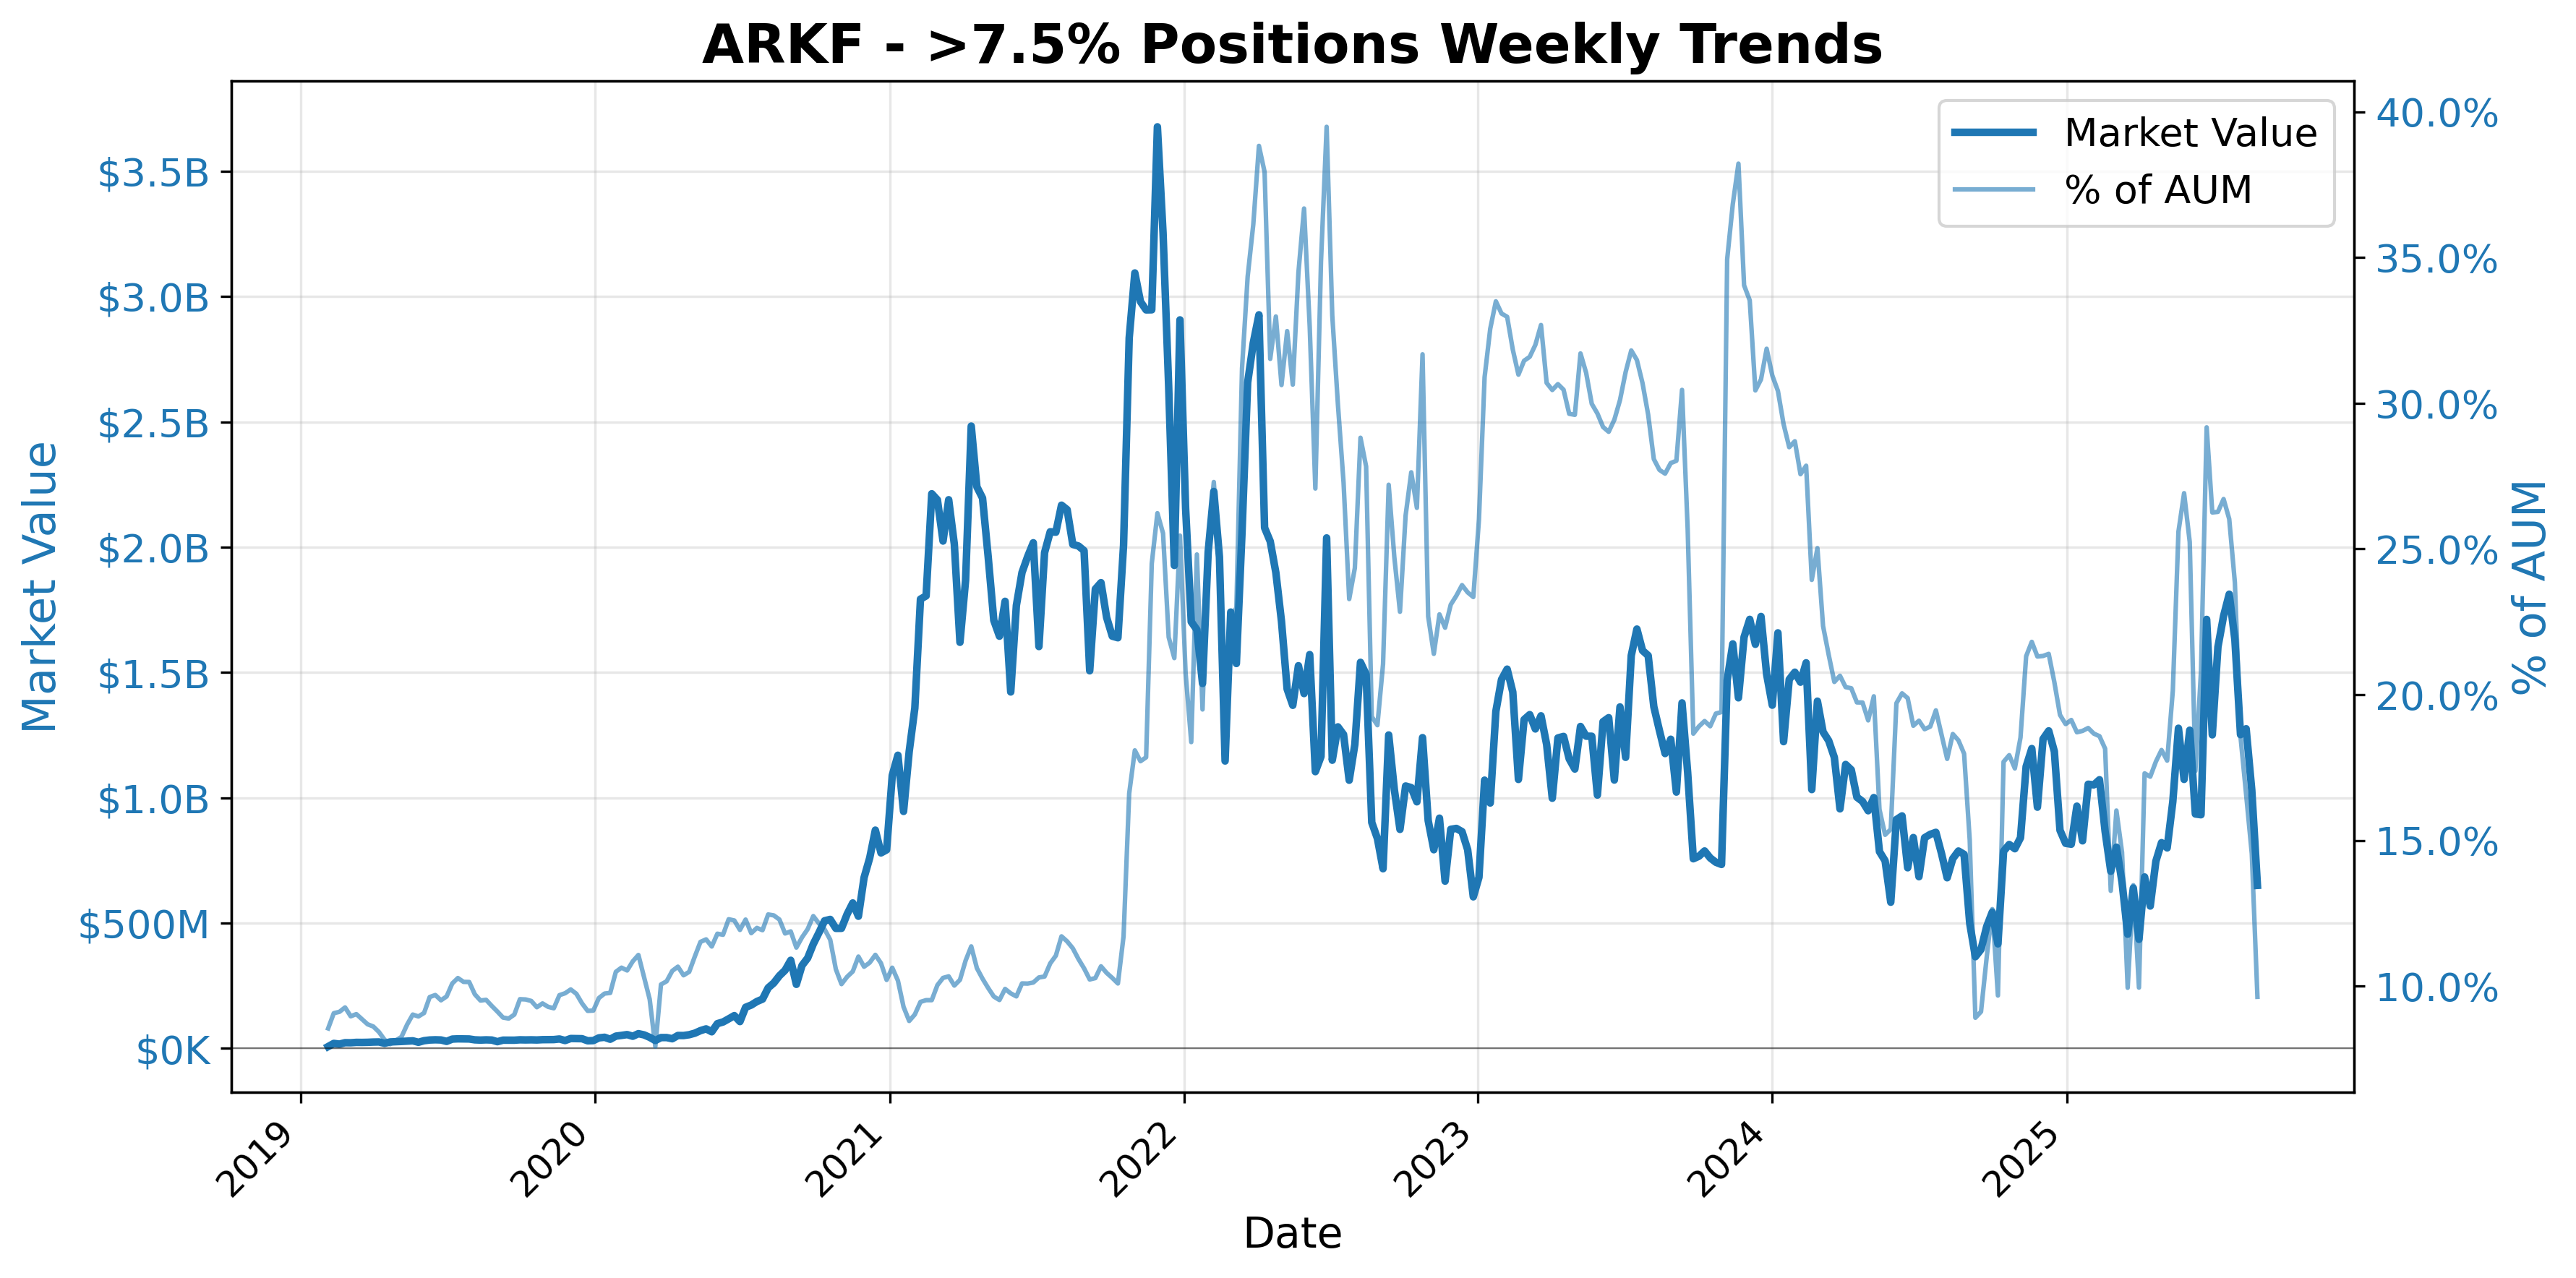 ARKF - >7.5% Positions Weekly Trends
Market Value
% of AUM
$3.5B
$3.0B
$2.5B
$2.0B
$1.5B
$1.0B
$500M
$0K
Market Value
40.0%
35.0%
30.0%
25.0%
20.0%
15.0%
10.0%
% of AUM
2019
2020
2021
2022
2023
2024
2025
Date